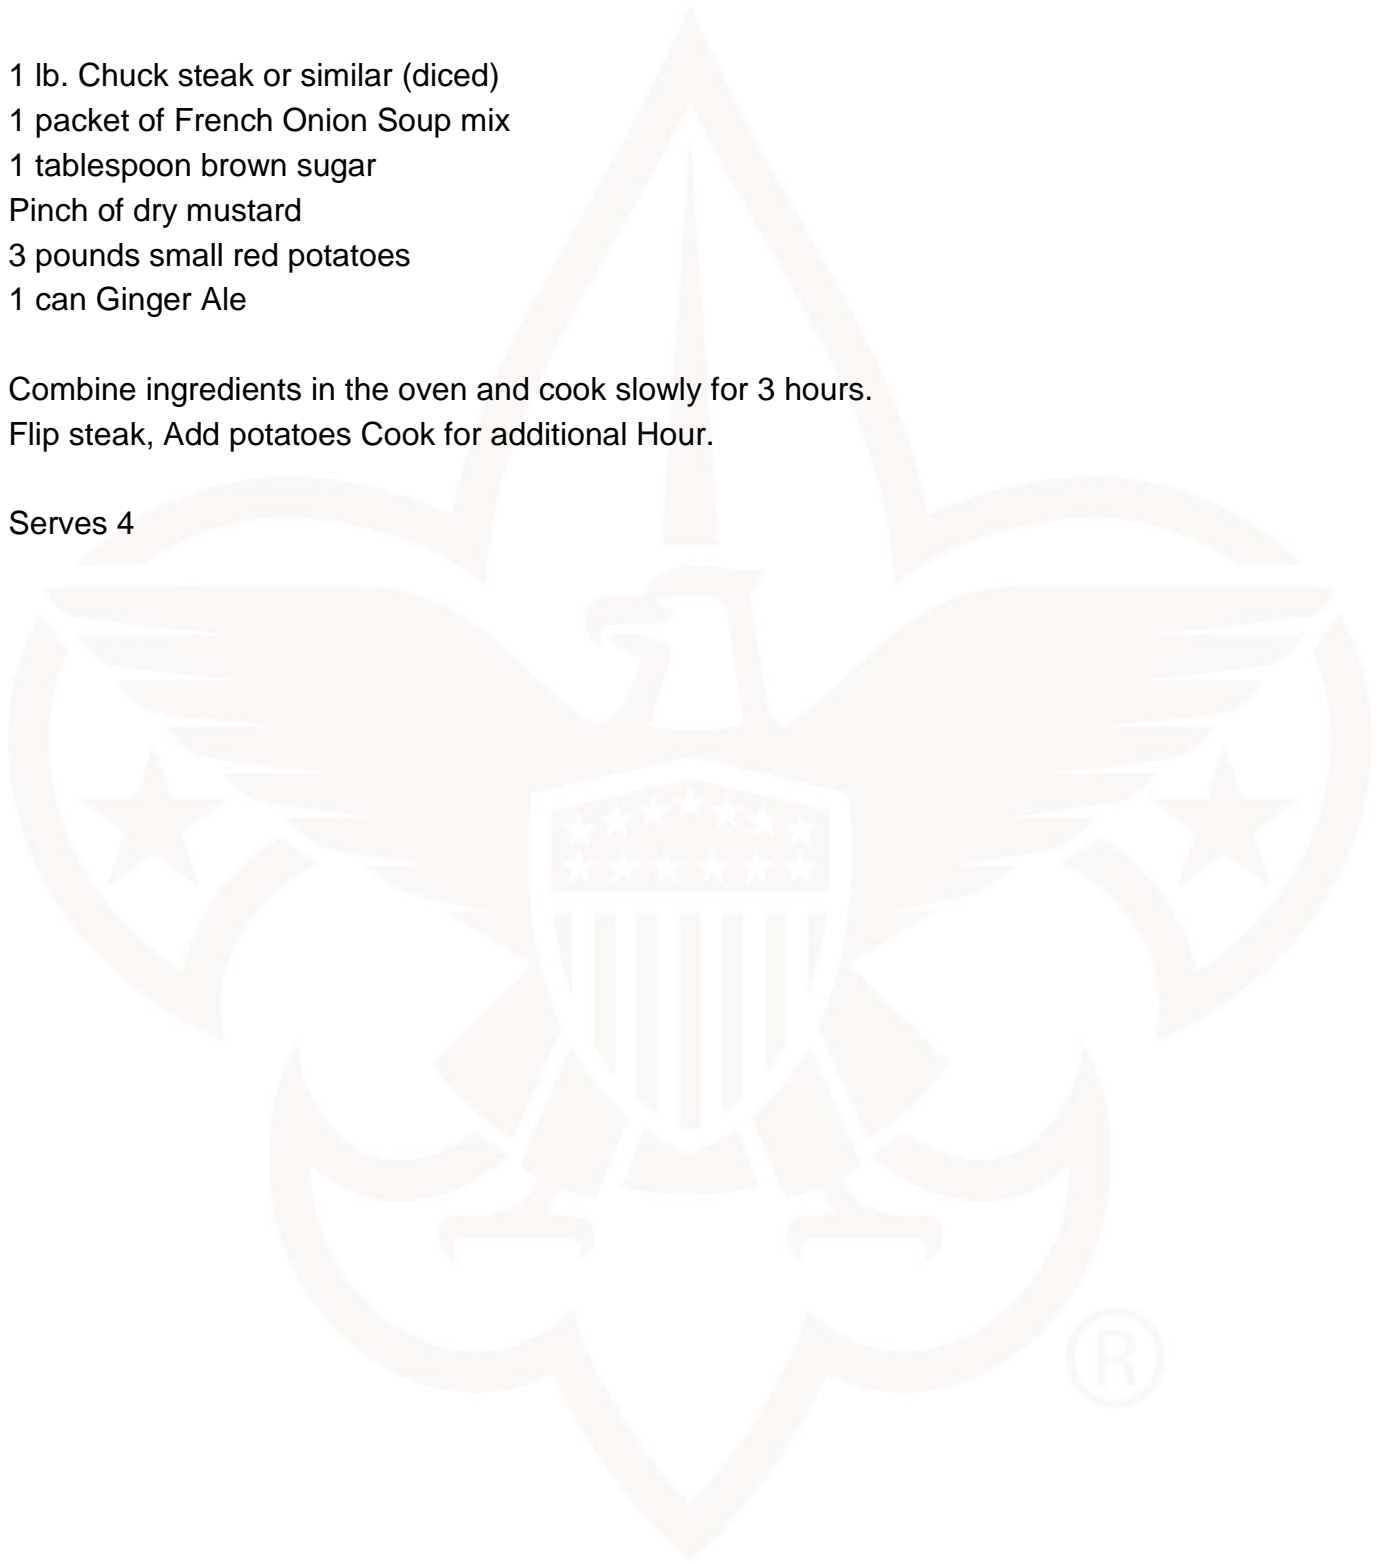 1 lb. Chuck steak or similar (diced)
1 packet of French Onion Soup mix
1 tablespoon brown sugar
Pinch of dry mustard
3 pounds small red potatoes
1 can Ginger Ale
Combine ingredients in the oven and cook slowly for 3 hours.
Flip steak, Add potatoes Cook for additional Hour.
Serves 4
®